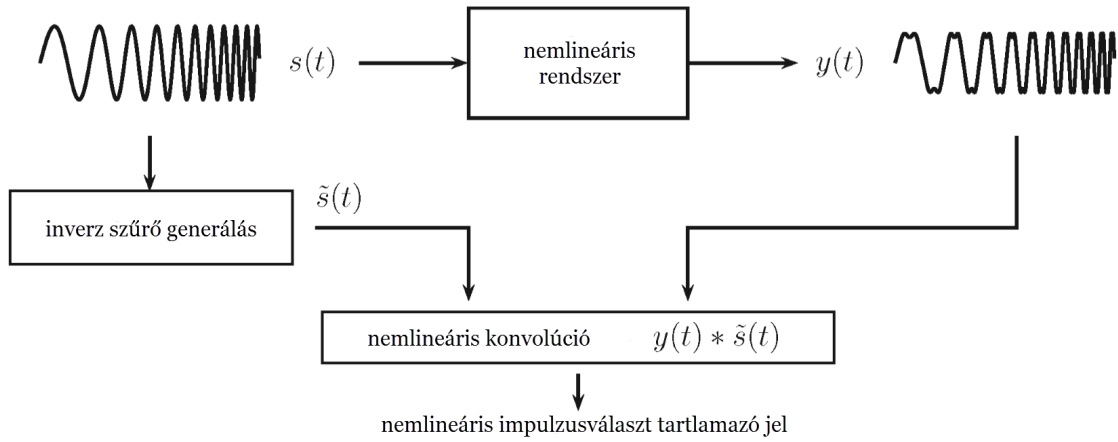 s(t)
nemlineáris
rendszer
y(t)
inverz szűrő generálás
s̃(t)
nemlineáris konvolúció y(t) ∗ s̃(t)
nemlineáris impulzusválaszt tartlamazó jel